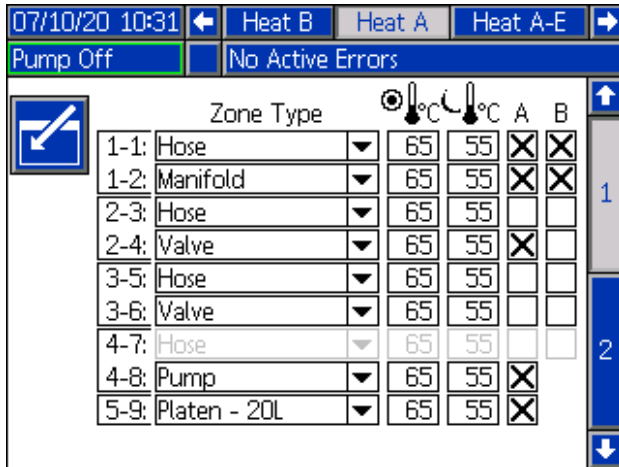 07/10/20 10:31 Heat B Heat A Heat A-E
Pump Off No Active Errors
Zone Type °C °C A B
1-1: Hose 65 55
1-2: Manifold 65 55
2-3: Hose 65 55
2-4: Valve 65 55
3-5: Hose 65 55
3-6: Valve 65 55
4-7: Hose 65 55
4-8: Pump 65 55
5-9: Platen - 20L 65 55
1
2